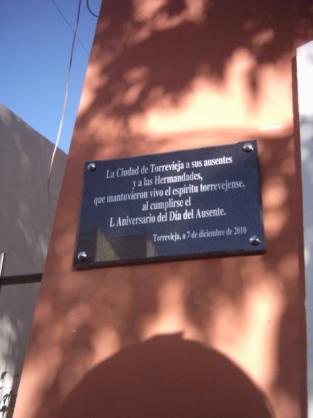 La Ciudad de Torrevieja a sus ausentes
y a las Hermandades,
que mantuvieron vivo el espíritu torrevejense,
al cumplirse el
L Aniversario del Día del Ausente.
Torrevieja, a 7 de diciembre de 2010